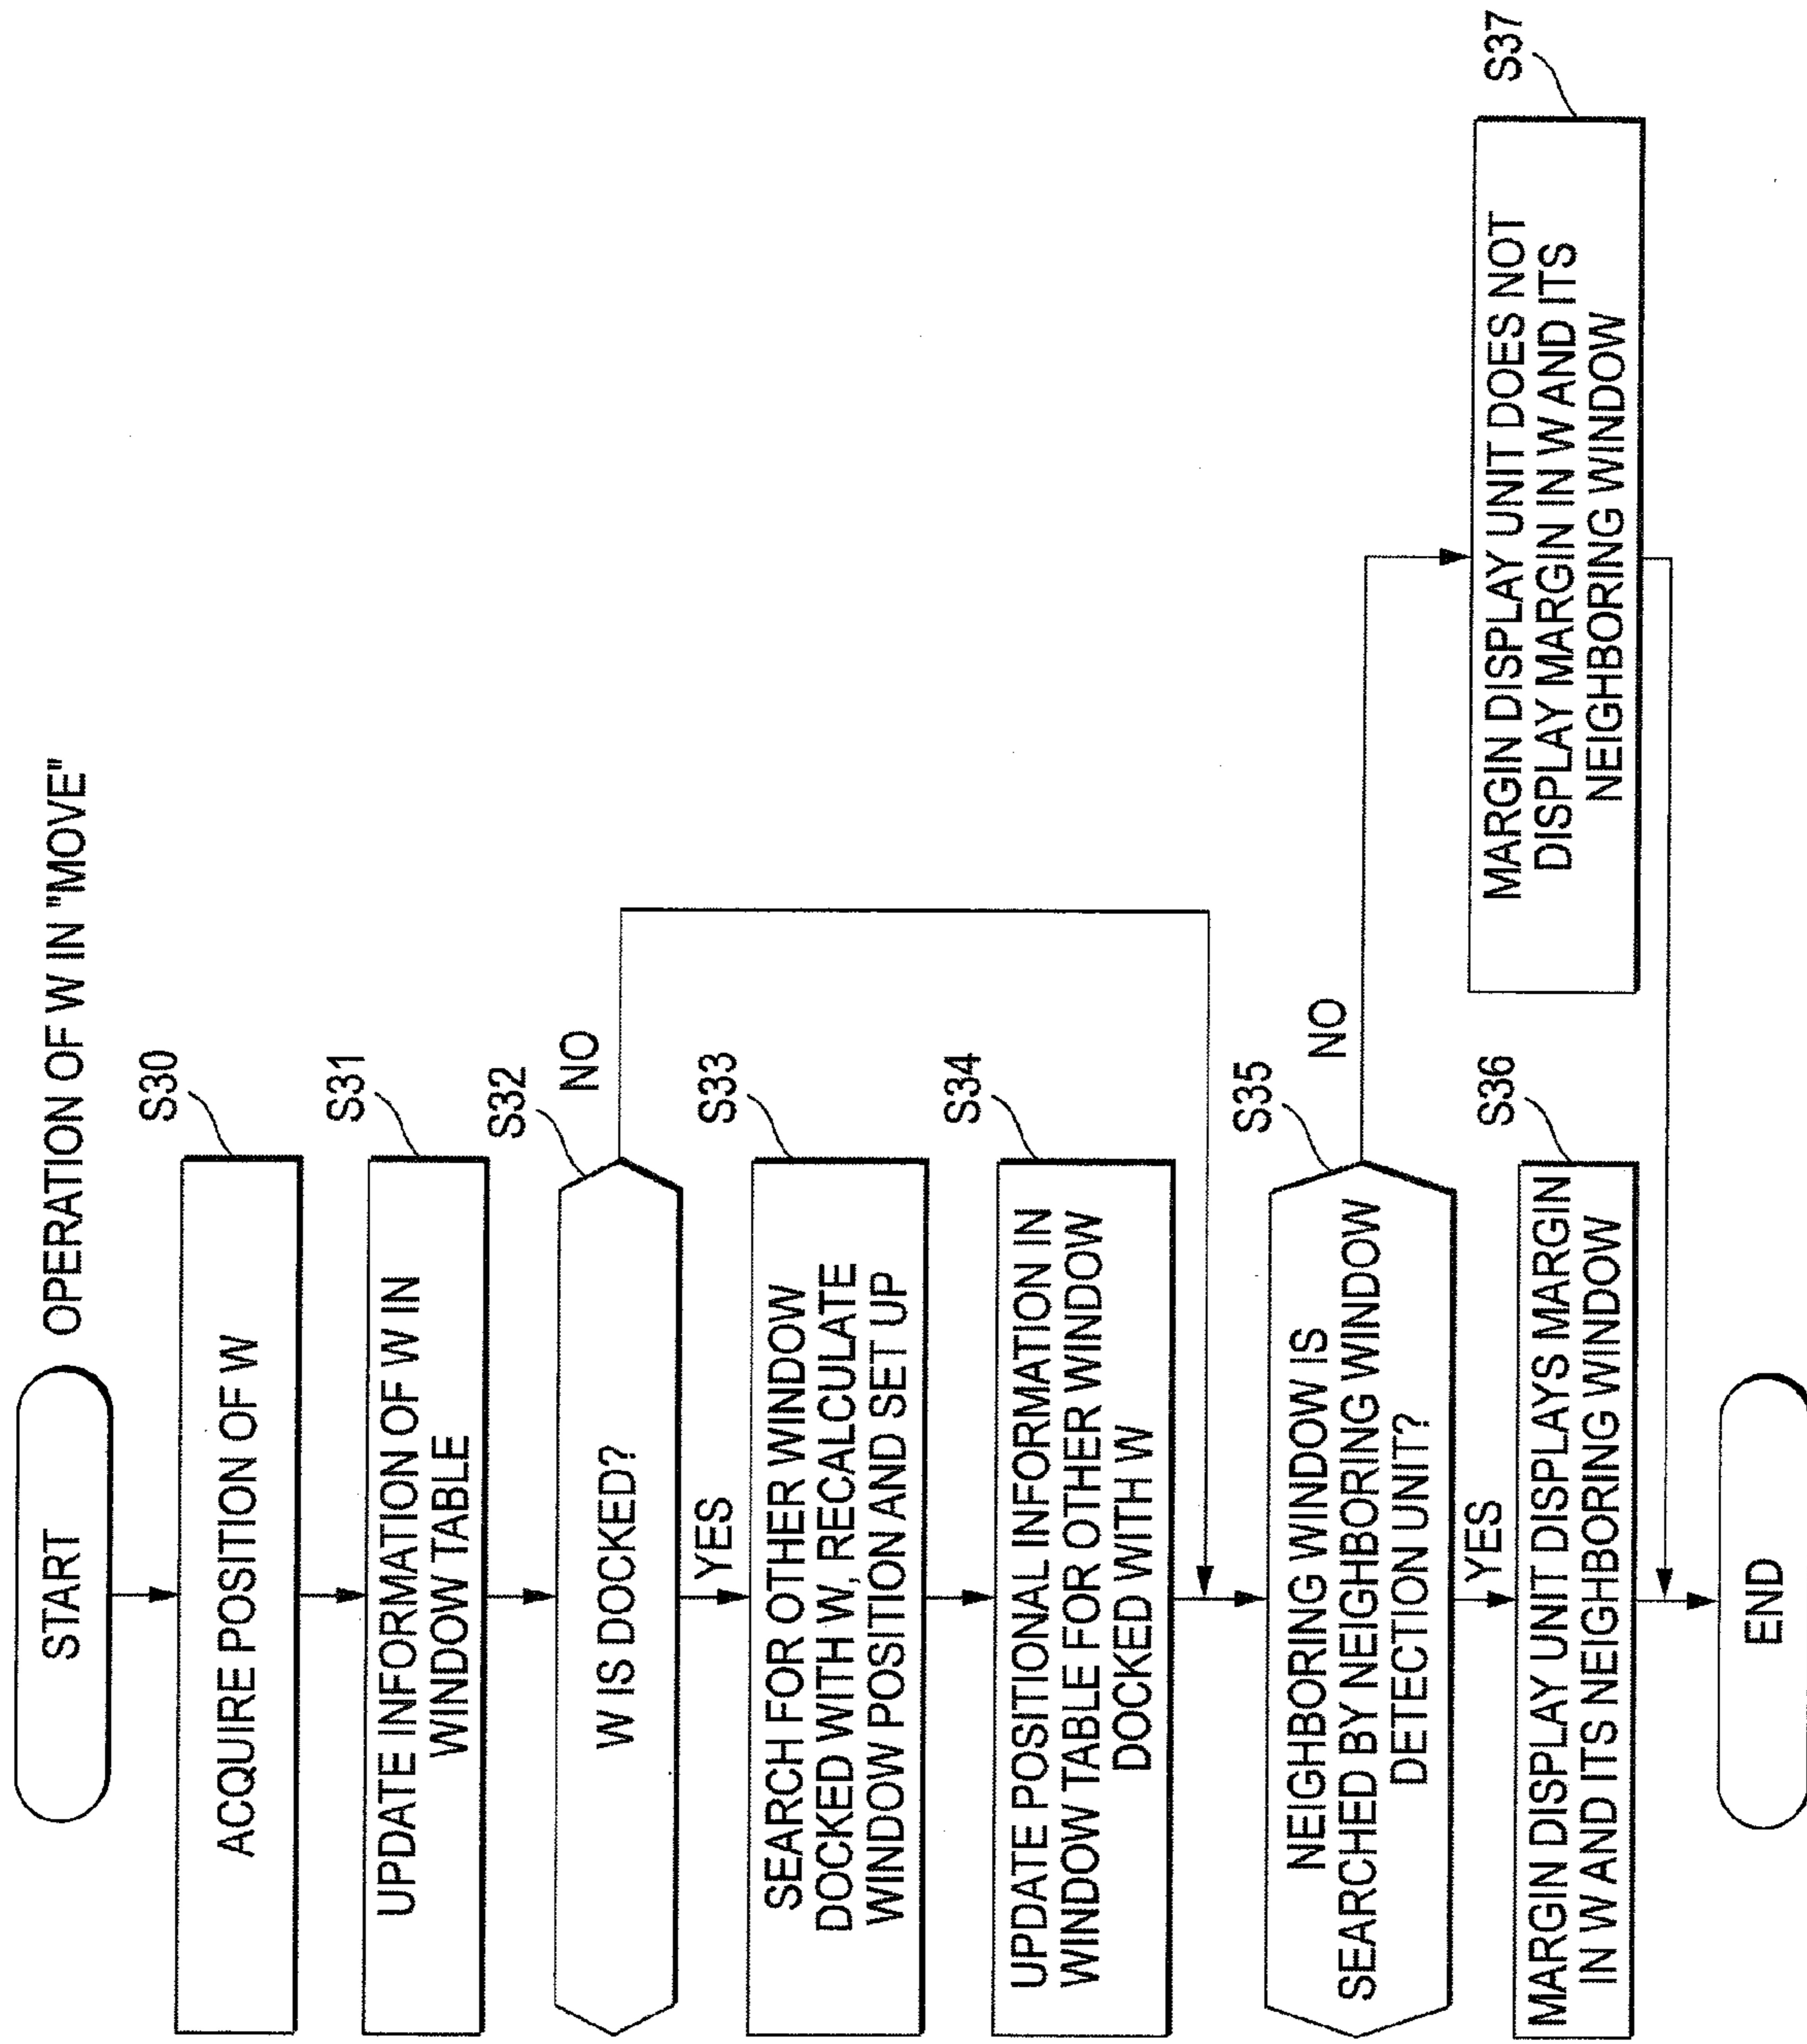 START
OPERATION OF W IN "MOVE"
S30
ACQUIRE POSITION OF W
S31
UPDATE INFORMATION OF W IN
WINDOW TABLE
S32
W IS DOCKED?
NO
YES
S33
SEARCH FOR OTHER WINDOW
DOCKED WITH W, RECALCULATE
WINDOW POSITION AND SET UP
S34
UPDATE POSITIONAL INFORMATION IN
WINDOW TABLE FOR OTHER WINDOW
DOCKED WITH W
S35
NEIGHBORING WINDOW IS
SEARCHED BY NEIGHBORING WINDOW
DETECTION UNIT?
NO
YES
S36
MARGIN DISPLAY UNIT DISPLAYS MARGIN
IN W AND ITS NEIGHBORING WINDOW
S37
MARGIN DISPLAY UNIT DOES NOT
DISPLAY MARGIN IN W AND ITS
NEIGHBORING WINDOW
END